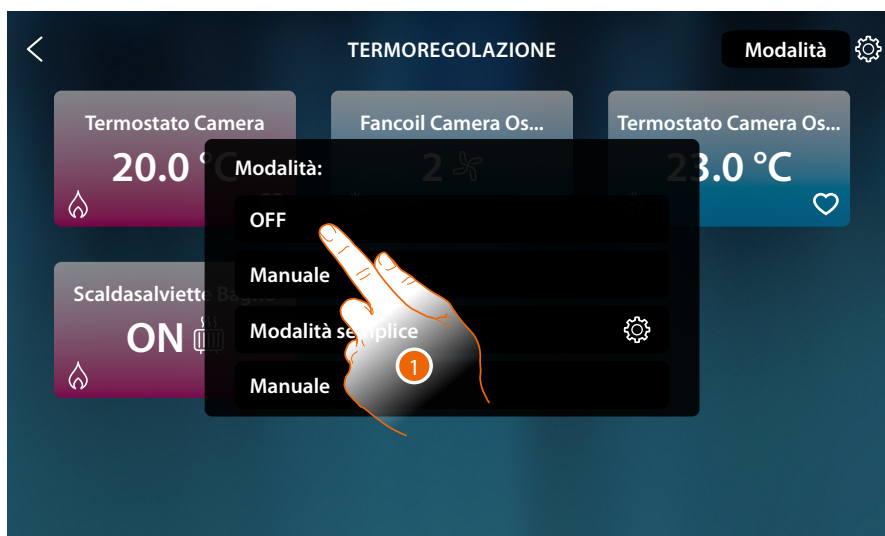 TERMOREGOLAZIONE
Modalità
Termostato Camera
Fancoil Camera Os...
Termostato Camera Os...
20.0 °C
2
23.0 °C
Modalità:
OFF
Manuale
Modalità semplice
Manuale
Scaldasalviette Bagno
ON
1